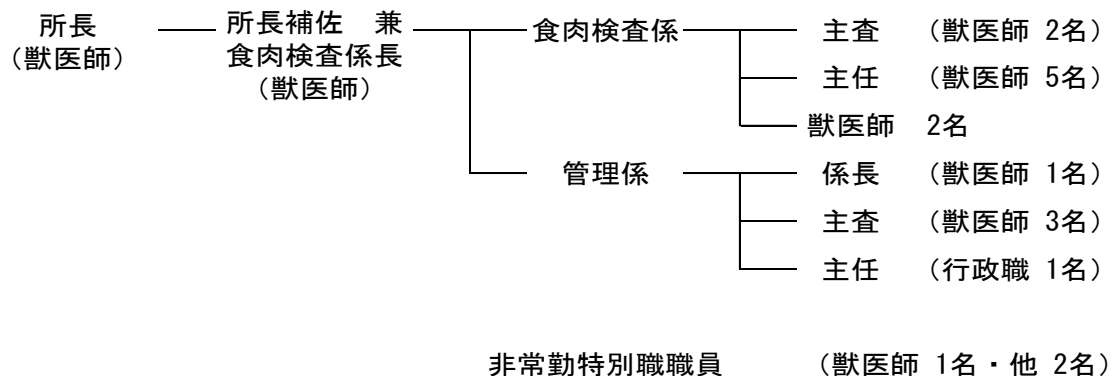 所長
（獣医師）
所長補佐　兼
食肉検査係長
（獣医師）
食肉検査係
主査　（獣医師 2名）
主任　（獣医師 5名）
獣医師　2名
管理係
係長　（獣医師 1名）
主査　（獣医師 3名）
主任　（行政職 1名）
非常勤特別職職員　（獣医師 1名・他 2名）